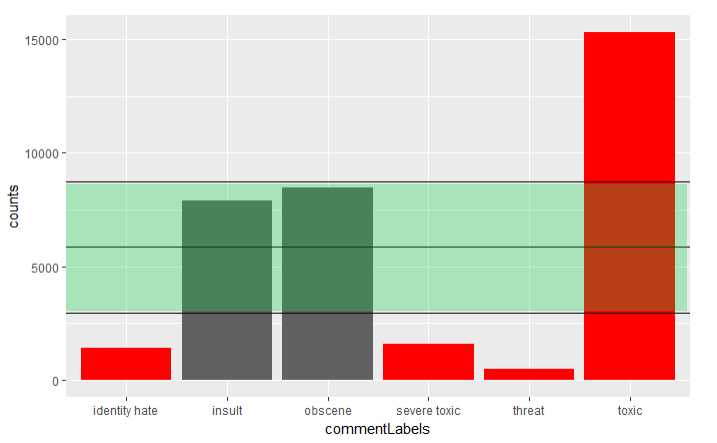 15000
10000
5000
0
counts
identity hate insult obscene severe toxic threat toxic
commentLabels